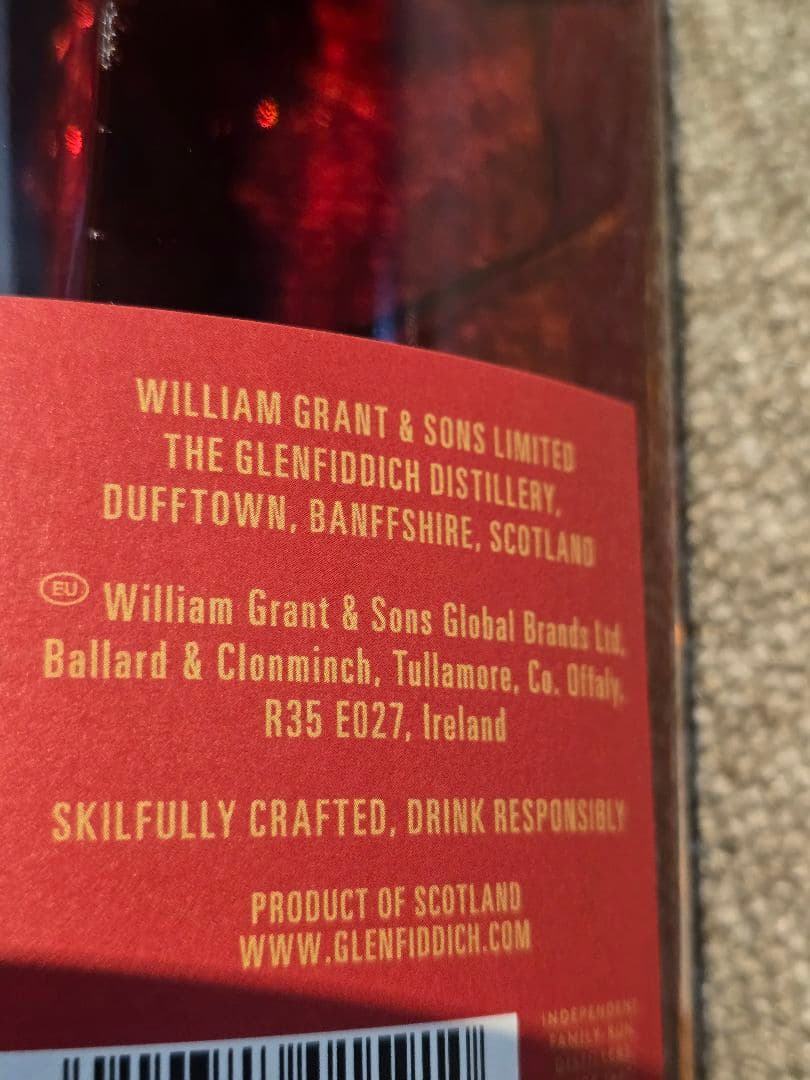 WILLIAM GRANT & SONS LIMITED
THE GLENFIDDICH DISTILLERY,
DUFFTOWN, BANFFSHIRE, SCOTLAND
EU William Grant & Sons Global Brands Ltd,
Ballard & Clonminch, Tullamore, Co. Offaly,
R35 E027, Ireland
SKILFULLY CRAFTED, DRINK RESPONSIBLY
PRODUCT OF SCOTLAND
WWW.GLENFIDDICH.COM
INDEPENDENT
FAMILY RUN